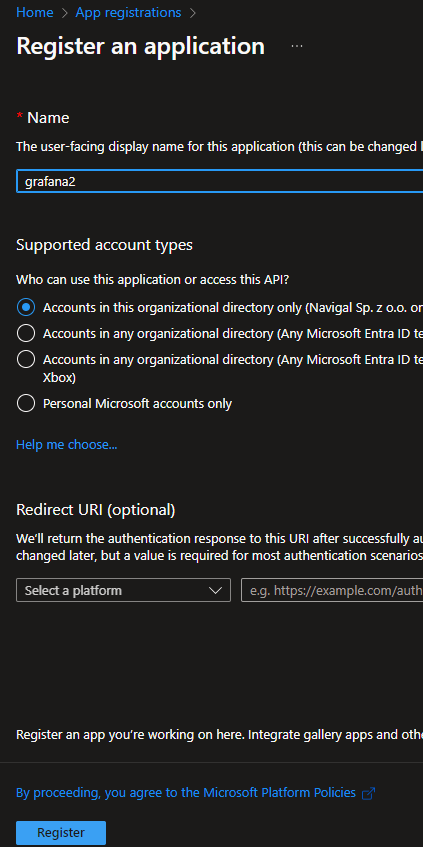 Home > App registrations >
Register an application ...
* Name
The user-facing display name for this application (this can be changed l
grafana2
Supported account types
Who can use this application or access this API?
Accounts in this organizational directory only (Navigal Sp. z o.o. or
Accounts in any organizational directory (Any Microsoft Entra ID te
Accounts in any organizational directory (Any Microsoft Entra ID te
Xbox)
Personal Microsoft accounts only
Help me choose...
Redirect URI (optional)
We'll return the authentication response to this URI after successfully au
changed later, but a value is required for most authentication scenarios
Select a platform
e.g. https://example.com/auth
Register an app you're working on here. Integrate gallery apps and othe
By proceeding, you agree to the Microsoft Platform Policies
Register